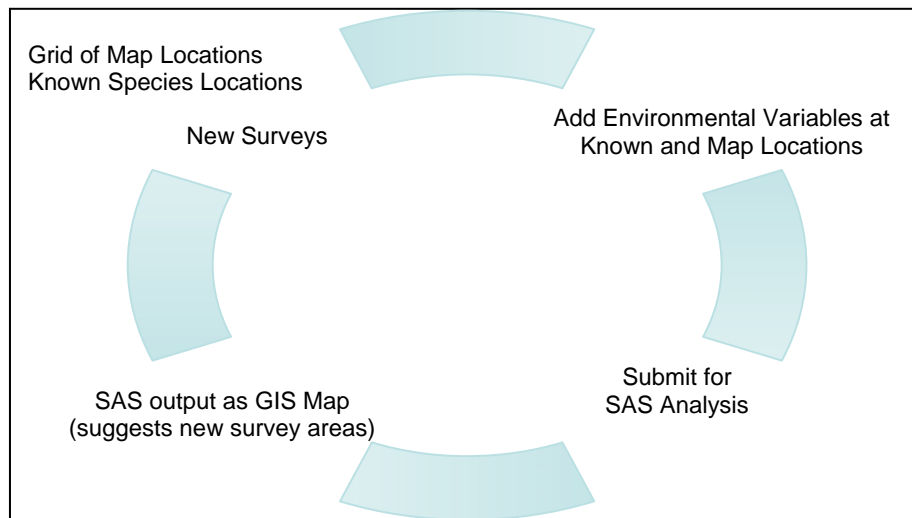 Grid of Map Locations
Known Species Locations
New Surveys
Add Environmental Variables at
Known and Map Locations
Submit for
SAS Analysis
SAS output as GIS Map
(suggests new survey areas)